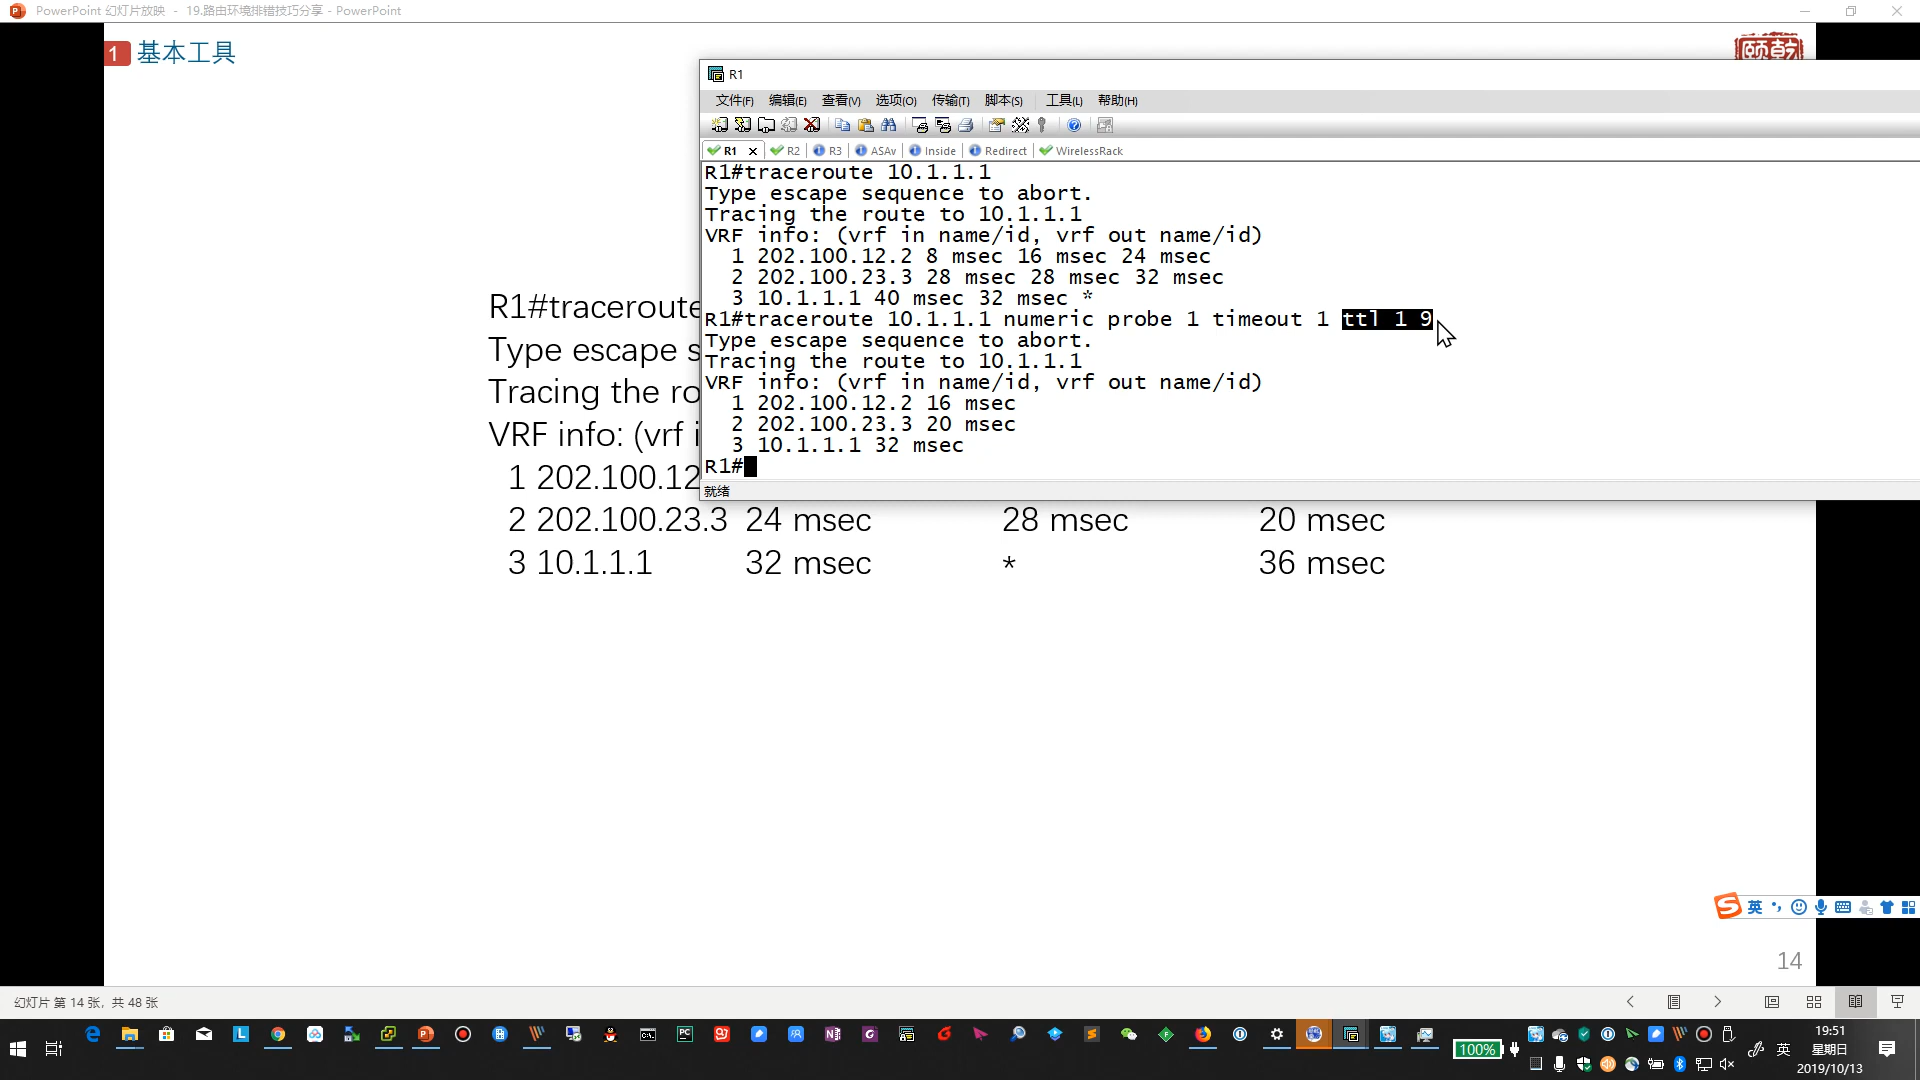 PowerPoint 幻灯片放映 - 19.路由环境排错技巧分享 - PowerPoint
1 基本工具
颐乾
R1
文件(F) 编辑(E) 查看(V) 选项(O) 传输(T) 脚本(S) 工具(L) 帮助(H)
R1 R2 R3 ASAv Inside Redirect WirelessRack
R1#traceroute 10.1.1.1
Type escape sequence to abort.
Tracing the route to 10.1.1.1
VRF info: (vrf in name/id, vrf out name/id)
1 202.100.12.2 8 msec 16 msec 24 msec
2 202.100.23.3 28 msec 28 msec 32 msec
3 10.1.1.1 40 msec 32 msec *
R1#traceroute 10.1.1.1 numeric probe 1 timeout 1 ttl 1 9
Type escape sequence to abort.
Tracing the route to 10.1.1.1
VRF info: (vrf in name/id, vrf out name/id)
1 202.100.12.2 16 msec
2 202.100.23.3 20 msec
3 10.1.1.1 32 msec
R1#
就绪
R1#traceroute
Type escape s
Tracing the ro
VRF info: (vrf i
1 202.100.12
2 202.100.23.3 24 msec 28 msec 20 msec
3 10.1.1.1 32 msec * 36 msec
英
14
幻灯片 第 14 张, 共 48 张
100%
英
19:51
星期日
2019/10/13